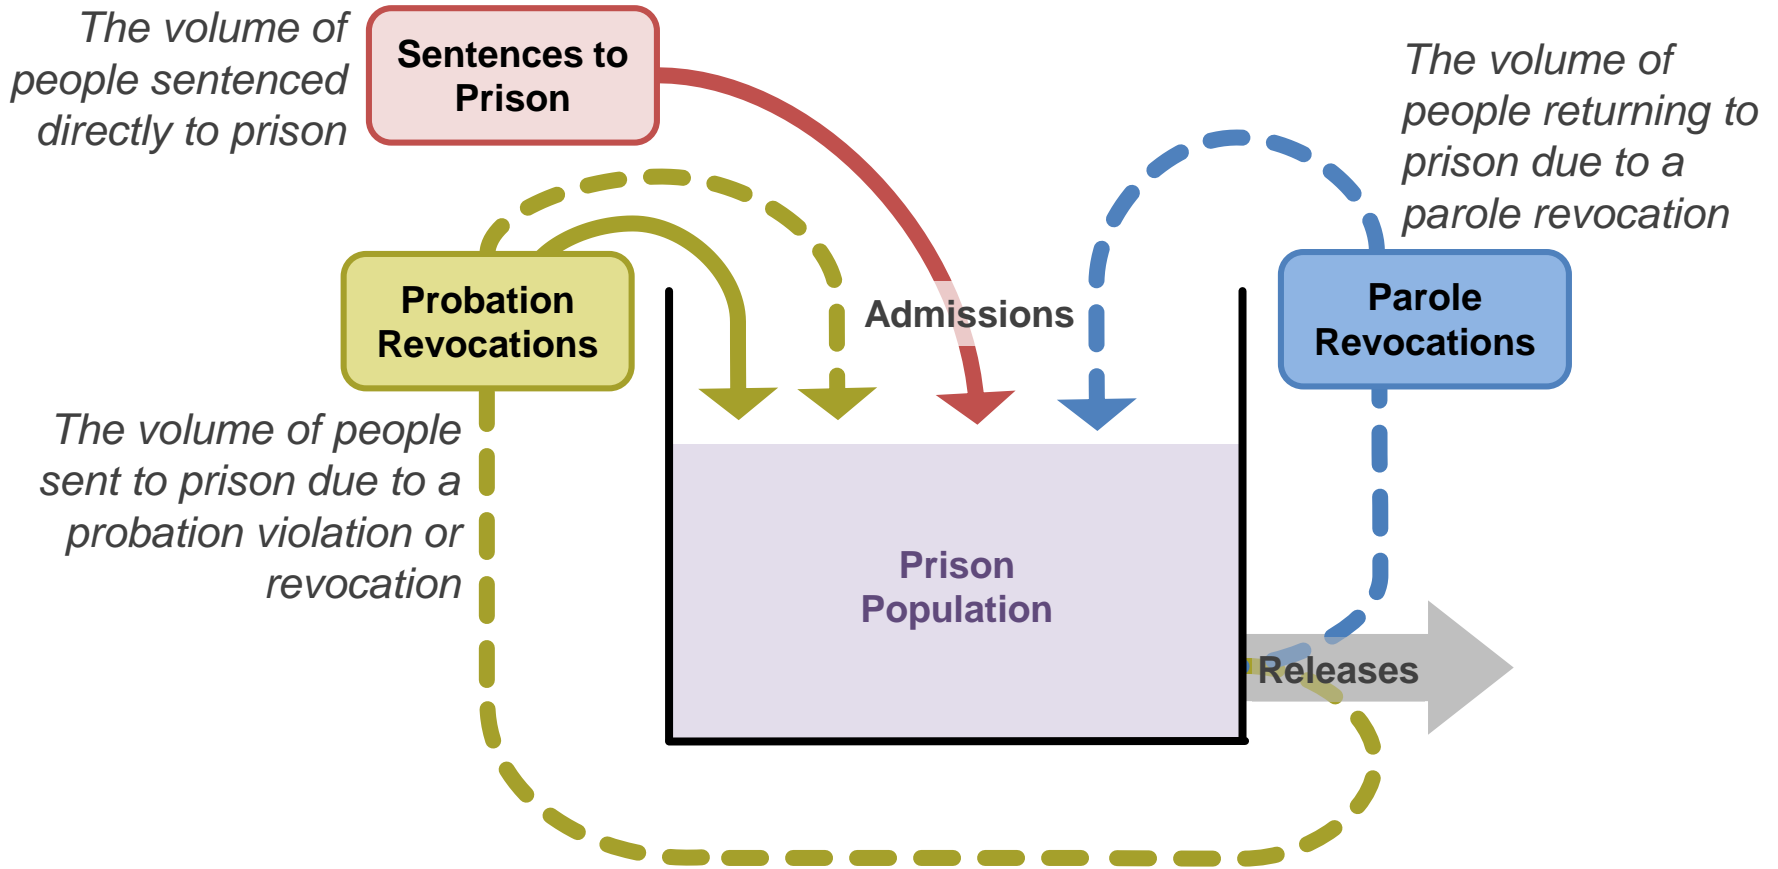 The volume of
people sentenced
directly to prison
Sentences to
Prison
The volume of
people returning to
prison due to a
parole revocation
Probation
Revocations
Admissions
Parole
Revocations
The volume of people
sent to prison due to a
probation violation or
revocation
Prison
Population
Releases